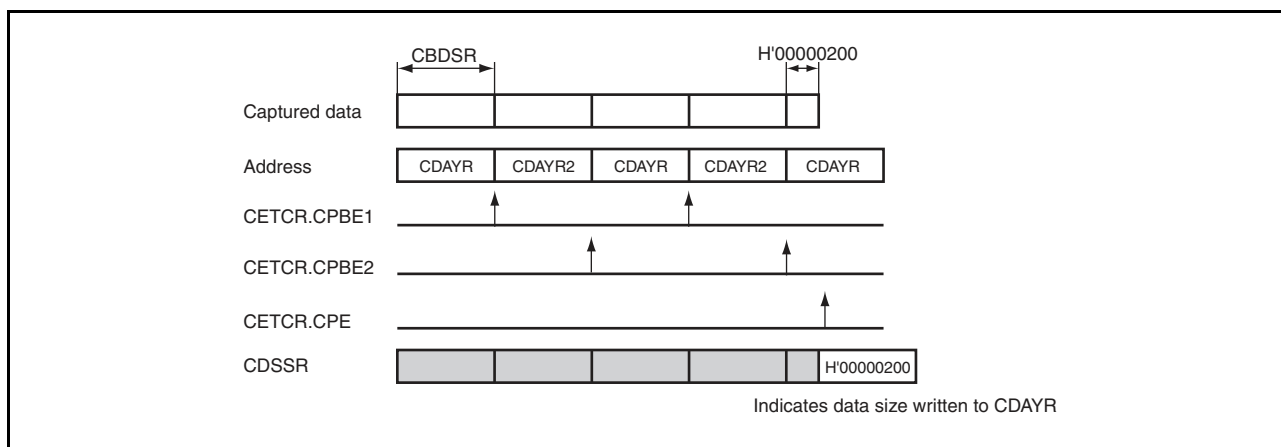 CBDSR H'00000200
Captured data
Address CDAYR CDAYR2 CDAYR CDAYR2 CDAYR
CETCR.CPBE1
CETCR.CPBE2
CETCR.CPE
CDSSR H'00000200
Indicates data size written to CDAYR